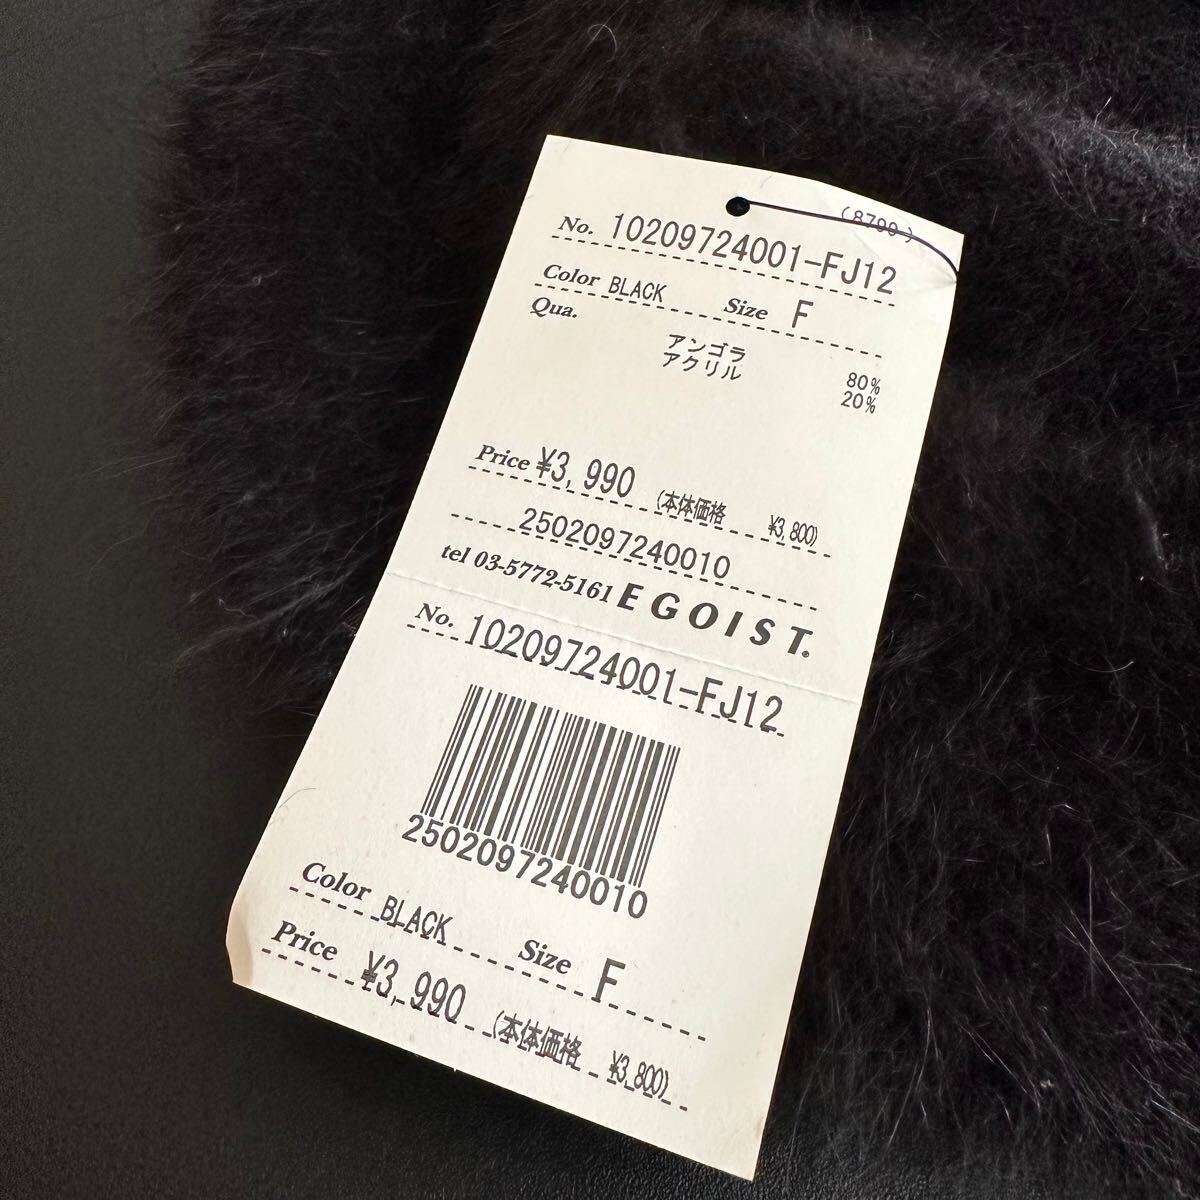 (8799)
No. 10209724001-FJ12
Color BLACK Size F
Qua.
アンゴラ 80%
アクリル 20%
Price ¥3,990 (本体価格 ¥3,800)
2502097240010
tel 03-5772-5161 EGOIST.
No. 10209724001-FJ12
2502097240010
Color BLACK Size F
Price ¥3,990 (本体価格 ¥3,800)